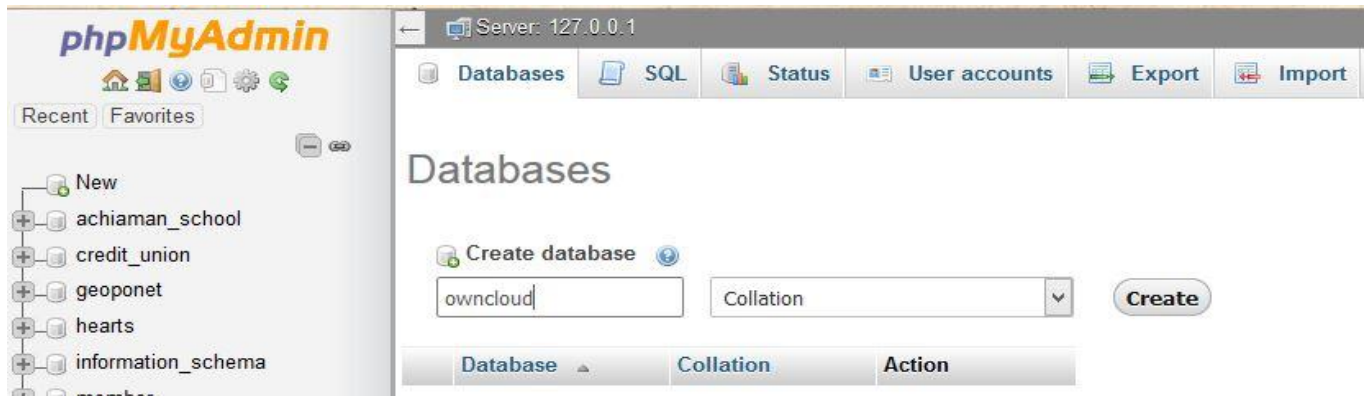 phpMyAdmin
Recent Favorites
New
achiaman_school
credit_union
geoponet
hearts
information_schema
Server: 127.0.0.1
Databases SQL Status User accounts Export Import
Databases
Create database
owncloud Collation Create
Database Collation Action